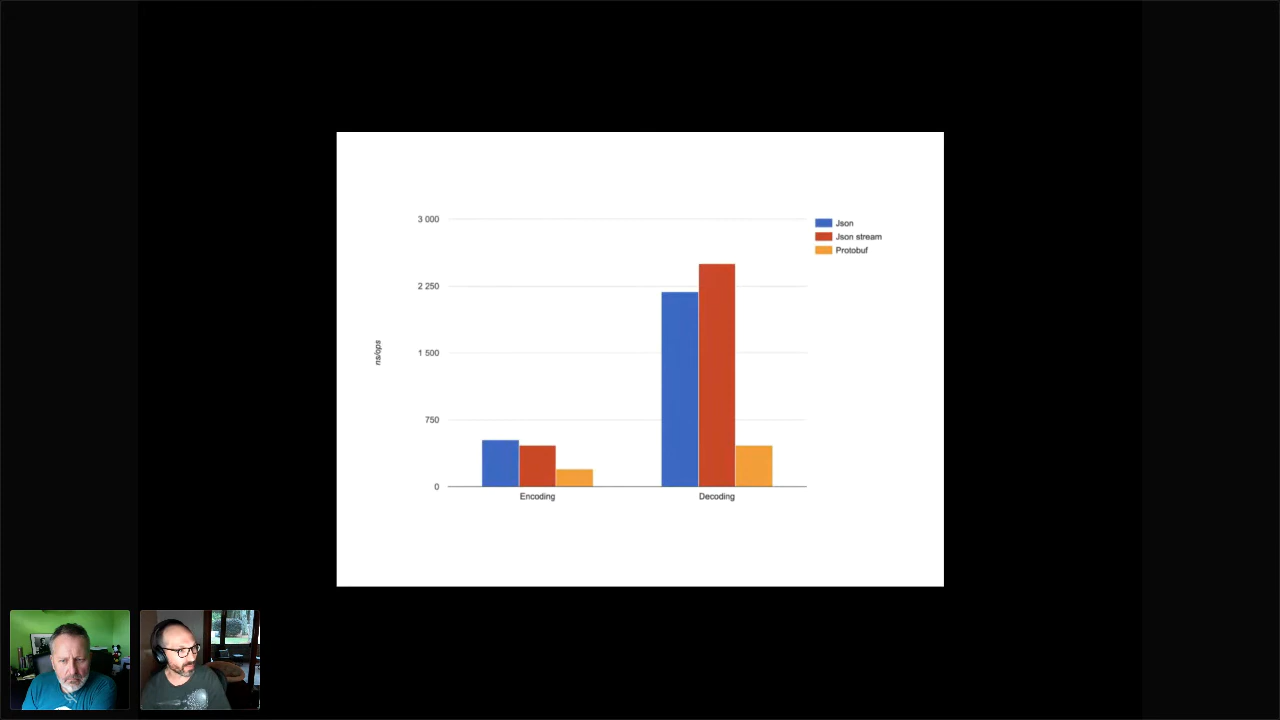 3 000
2 250
1 500
750
0
ns/ops
Encoding
Decoding
Json
Json stream
Protobuf